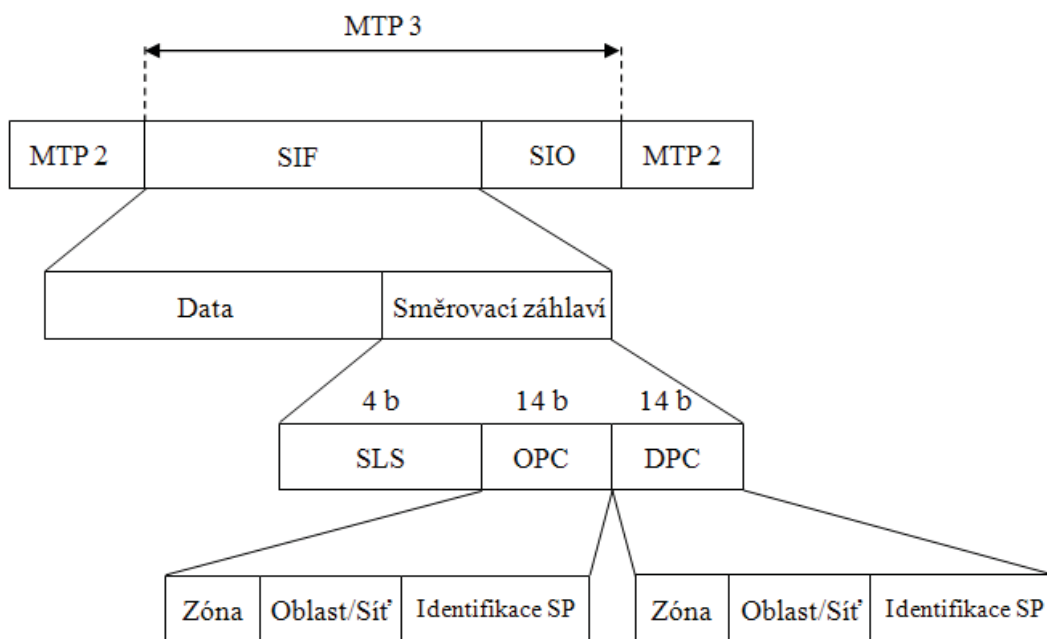 MTP 3
MTP 2 SIF SIO MTP 2
Data Směrovací záhlaví
4 b 14 b 14 b
SLS OPC DPC
Zóna Oblast/Síť Identifikace SP Zóna Oblast/Síť Identifikace SP